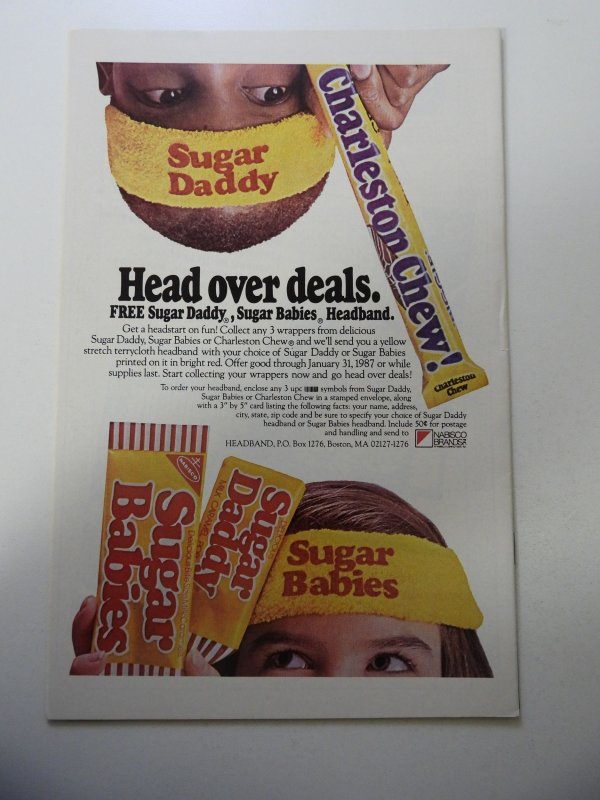 Sugar
Daddy
Charleston Chew!
Charleston
Chew
Head over deals.
FREE Sugar Daddy®, Sugar Babies® Headband.
Get a headstart on fun! Collect any 3 wrappers from delicious
Sugar Daddy, Sugar Babies or Charleston Chew® and we'll send you a yellow
stretch terrycloth headband with your choice of Sugar Daddy or Sugar Babies
printed on it in bright red. Offer good through January 31, 1987 or while
supplies last. Start collecting your wrappers now and go head over deals!
To order your headband, enclose any 3 upc symbols from Sugar Daddy,
Sugar Babies or Charleston Chew in a stamped envelope, along
with a 3" by 5" card listing the following facts: your name, address,
city, state, zip code and be sure to specify your choice of Sugar Daddy
headband or Sugar Babies headband. Include 50¢ for postage
and handling and send to
HEADBAND, P.O. Box 1276, Boston, MA 02127-1276
NABISCO
BRANDS
NABISCO
Sugar
Babies
Sugar
Daddy
MILK CARAMEL
Sugar
Babies